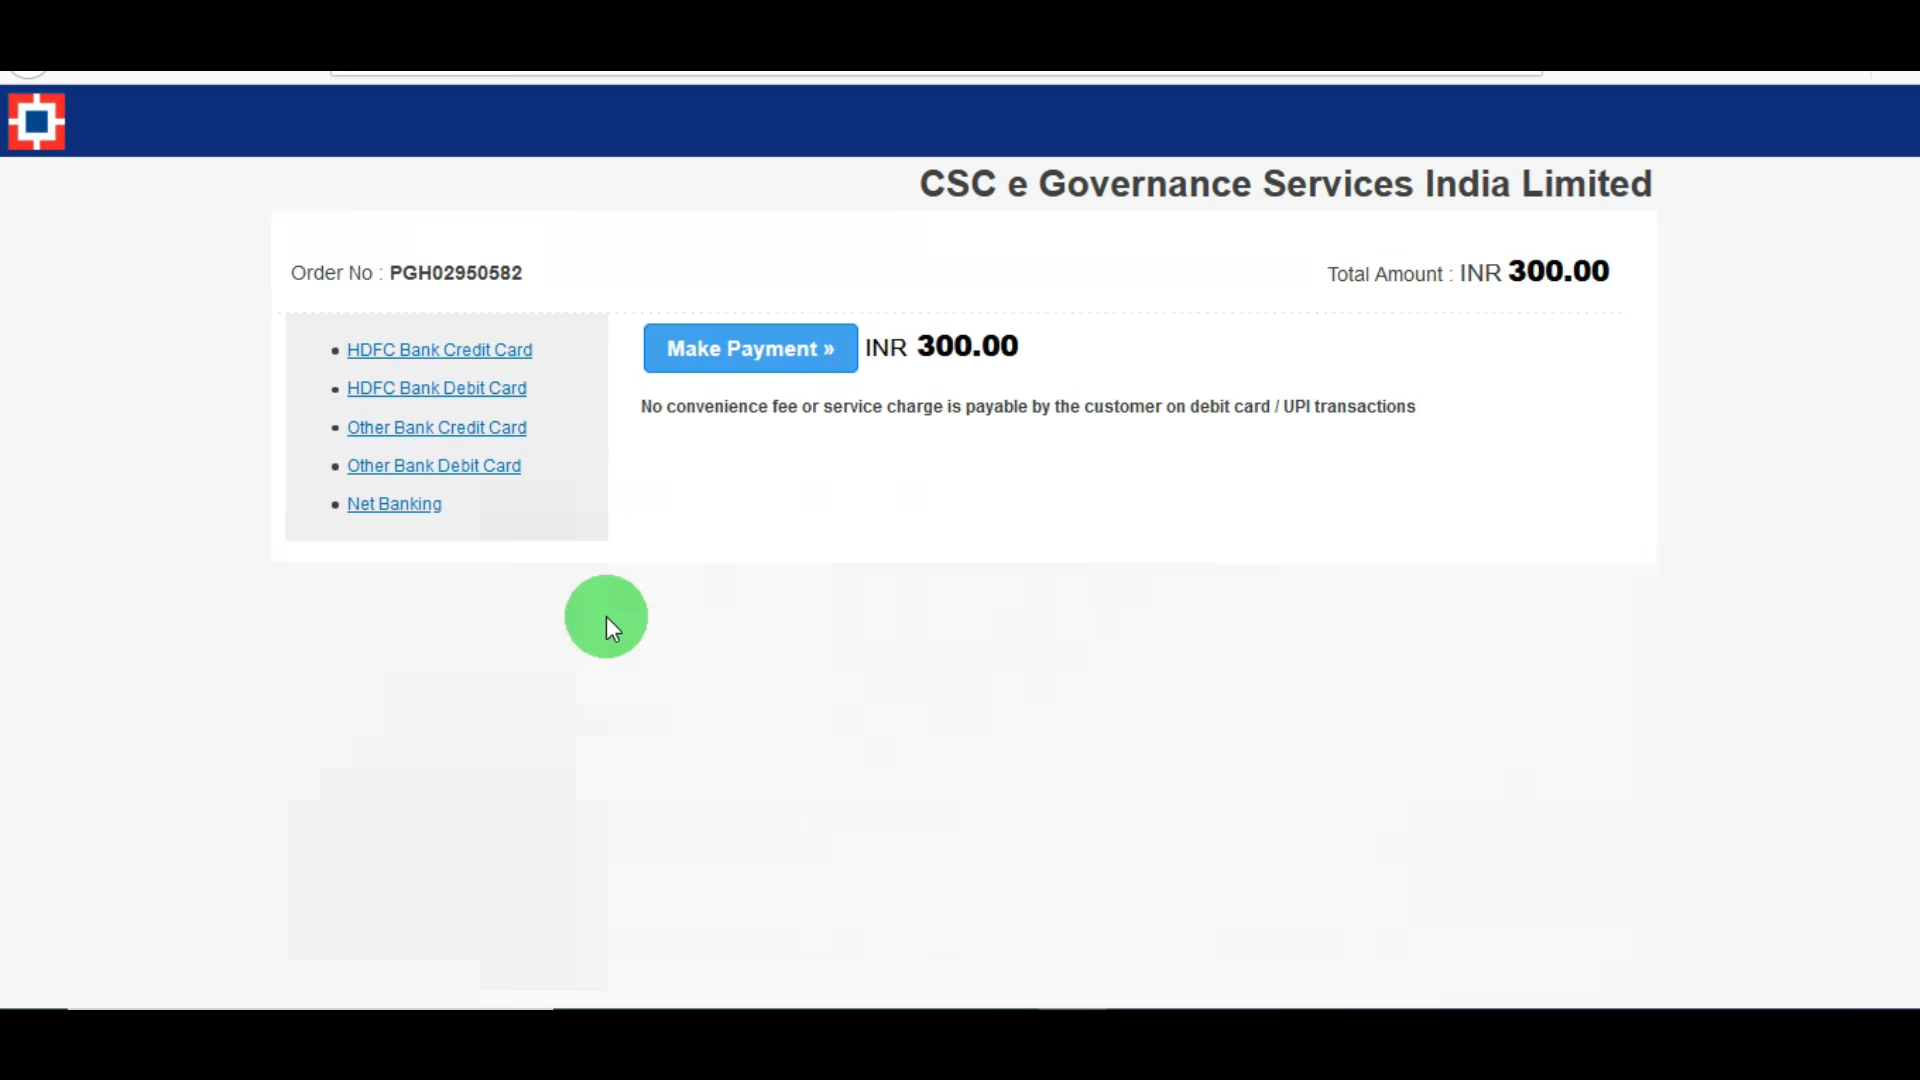 CSC e Governance Services India Limited
Order No : PGH02950582
Total Amount : INR 300.00
HDFC Bank Credit Card
HDFC Bank Debit Card
Other Bank Credit Card
Other Bank Debit Card
Net Banking
Make Payment » INR 300.00
No convenience fee or service charge is payable by the customer on debit card / UPI transactions